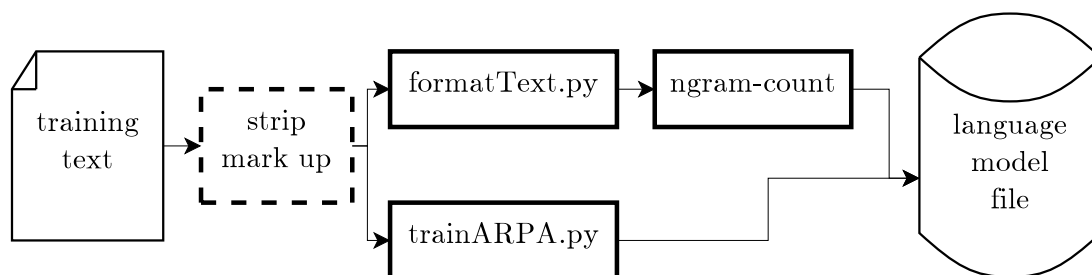 training
text
strip
mark up
formatText.py
ngram-count
trainARPA.py
language
model
file